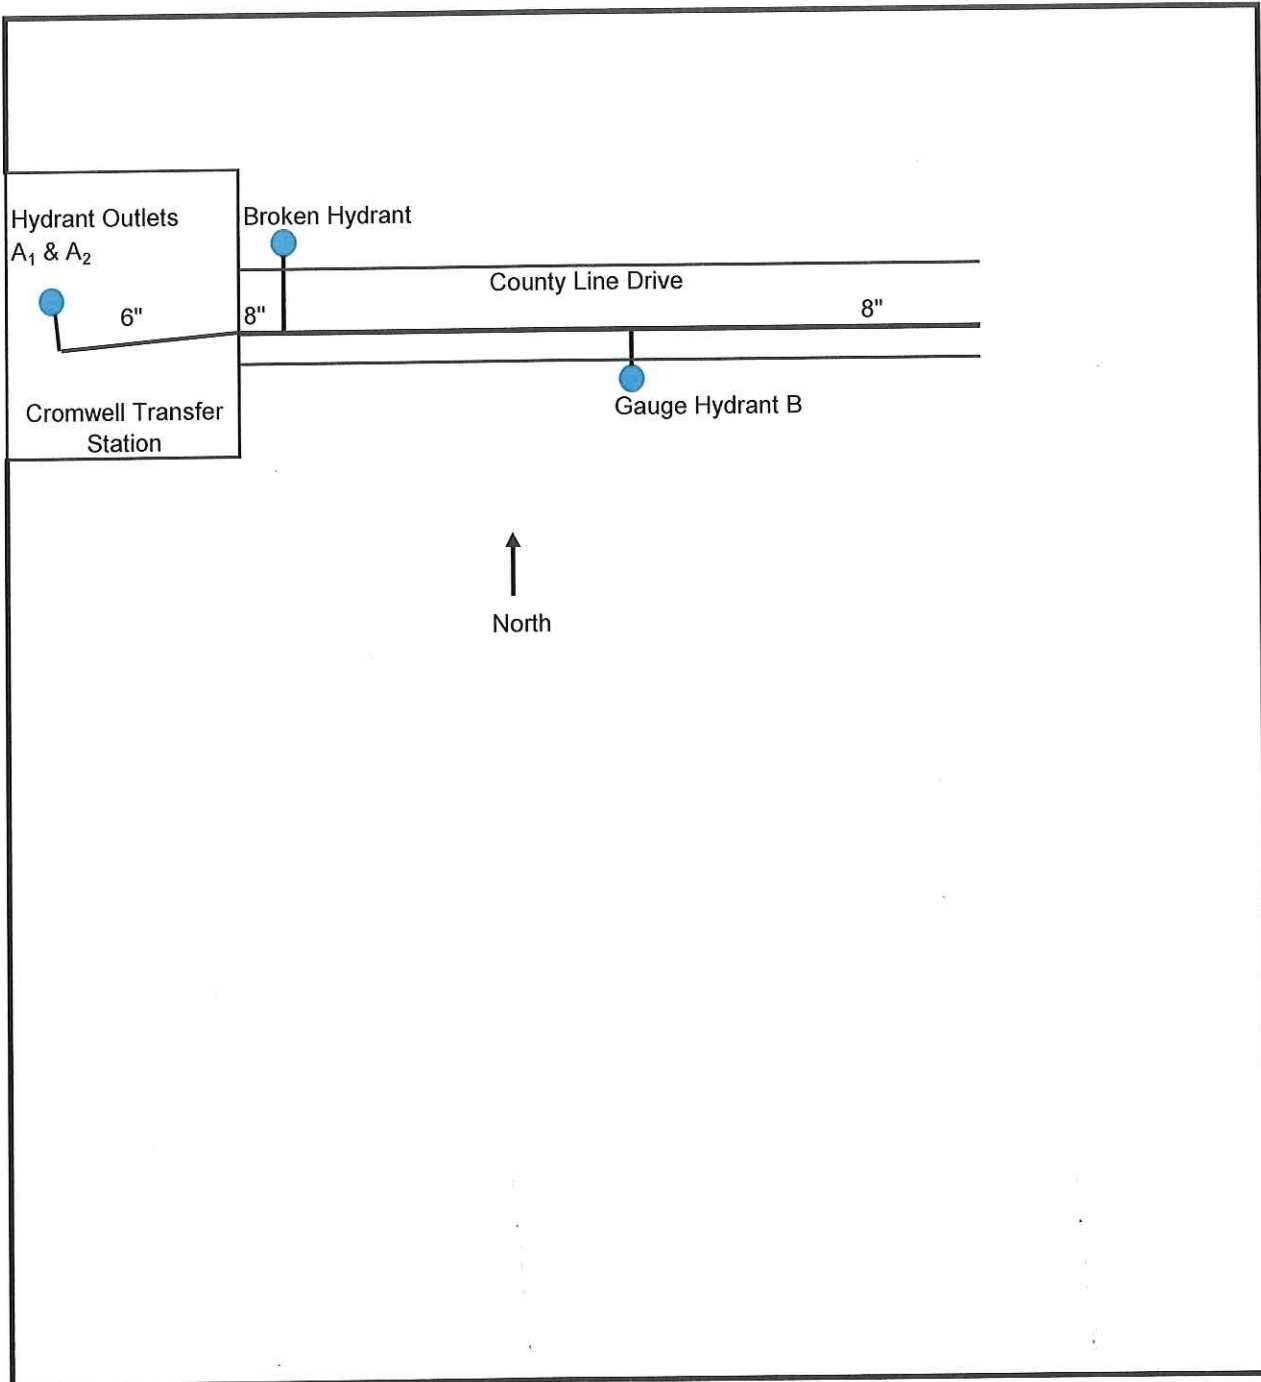 Hydrant Outlets
A₁ & A₂
Broken Hydrant
County Line Drive
6"
8"
8"
Gauge Hydrant B
Cromwell Transfer
Station
North